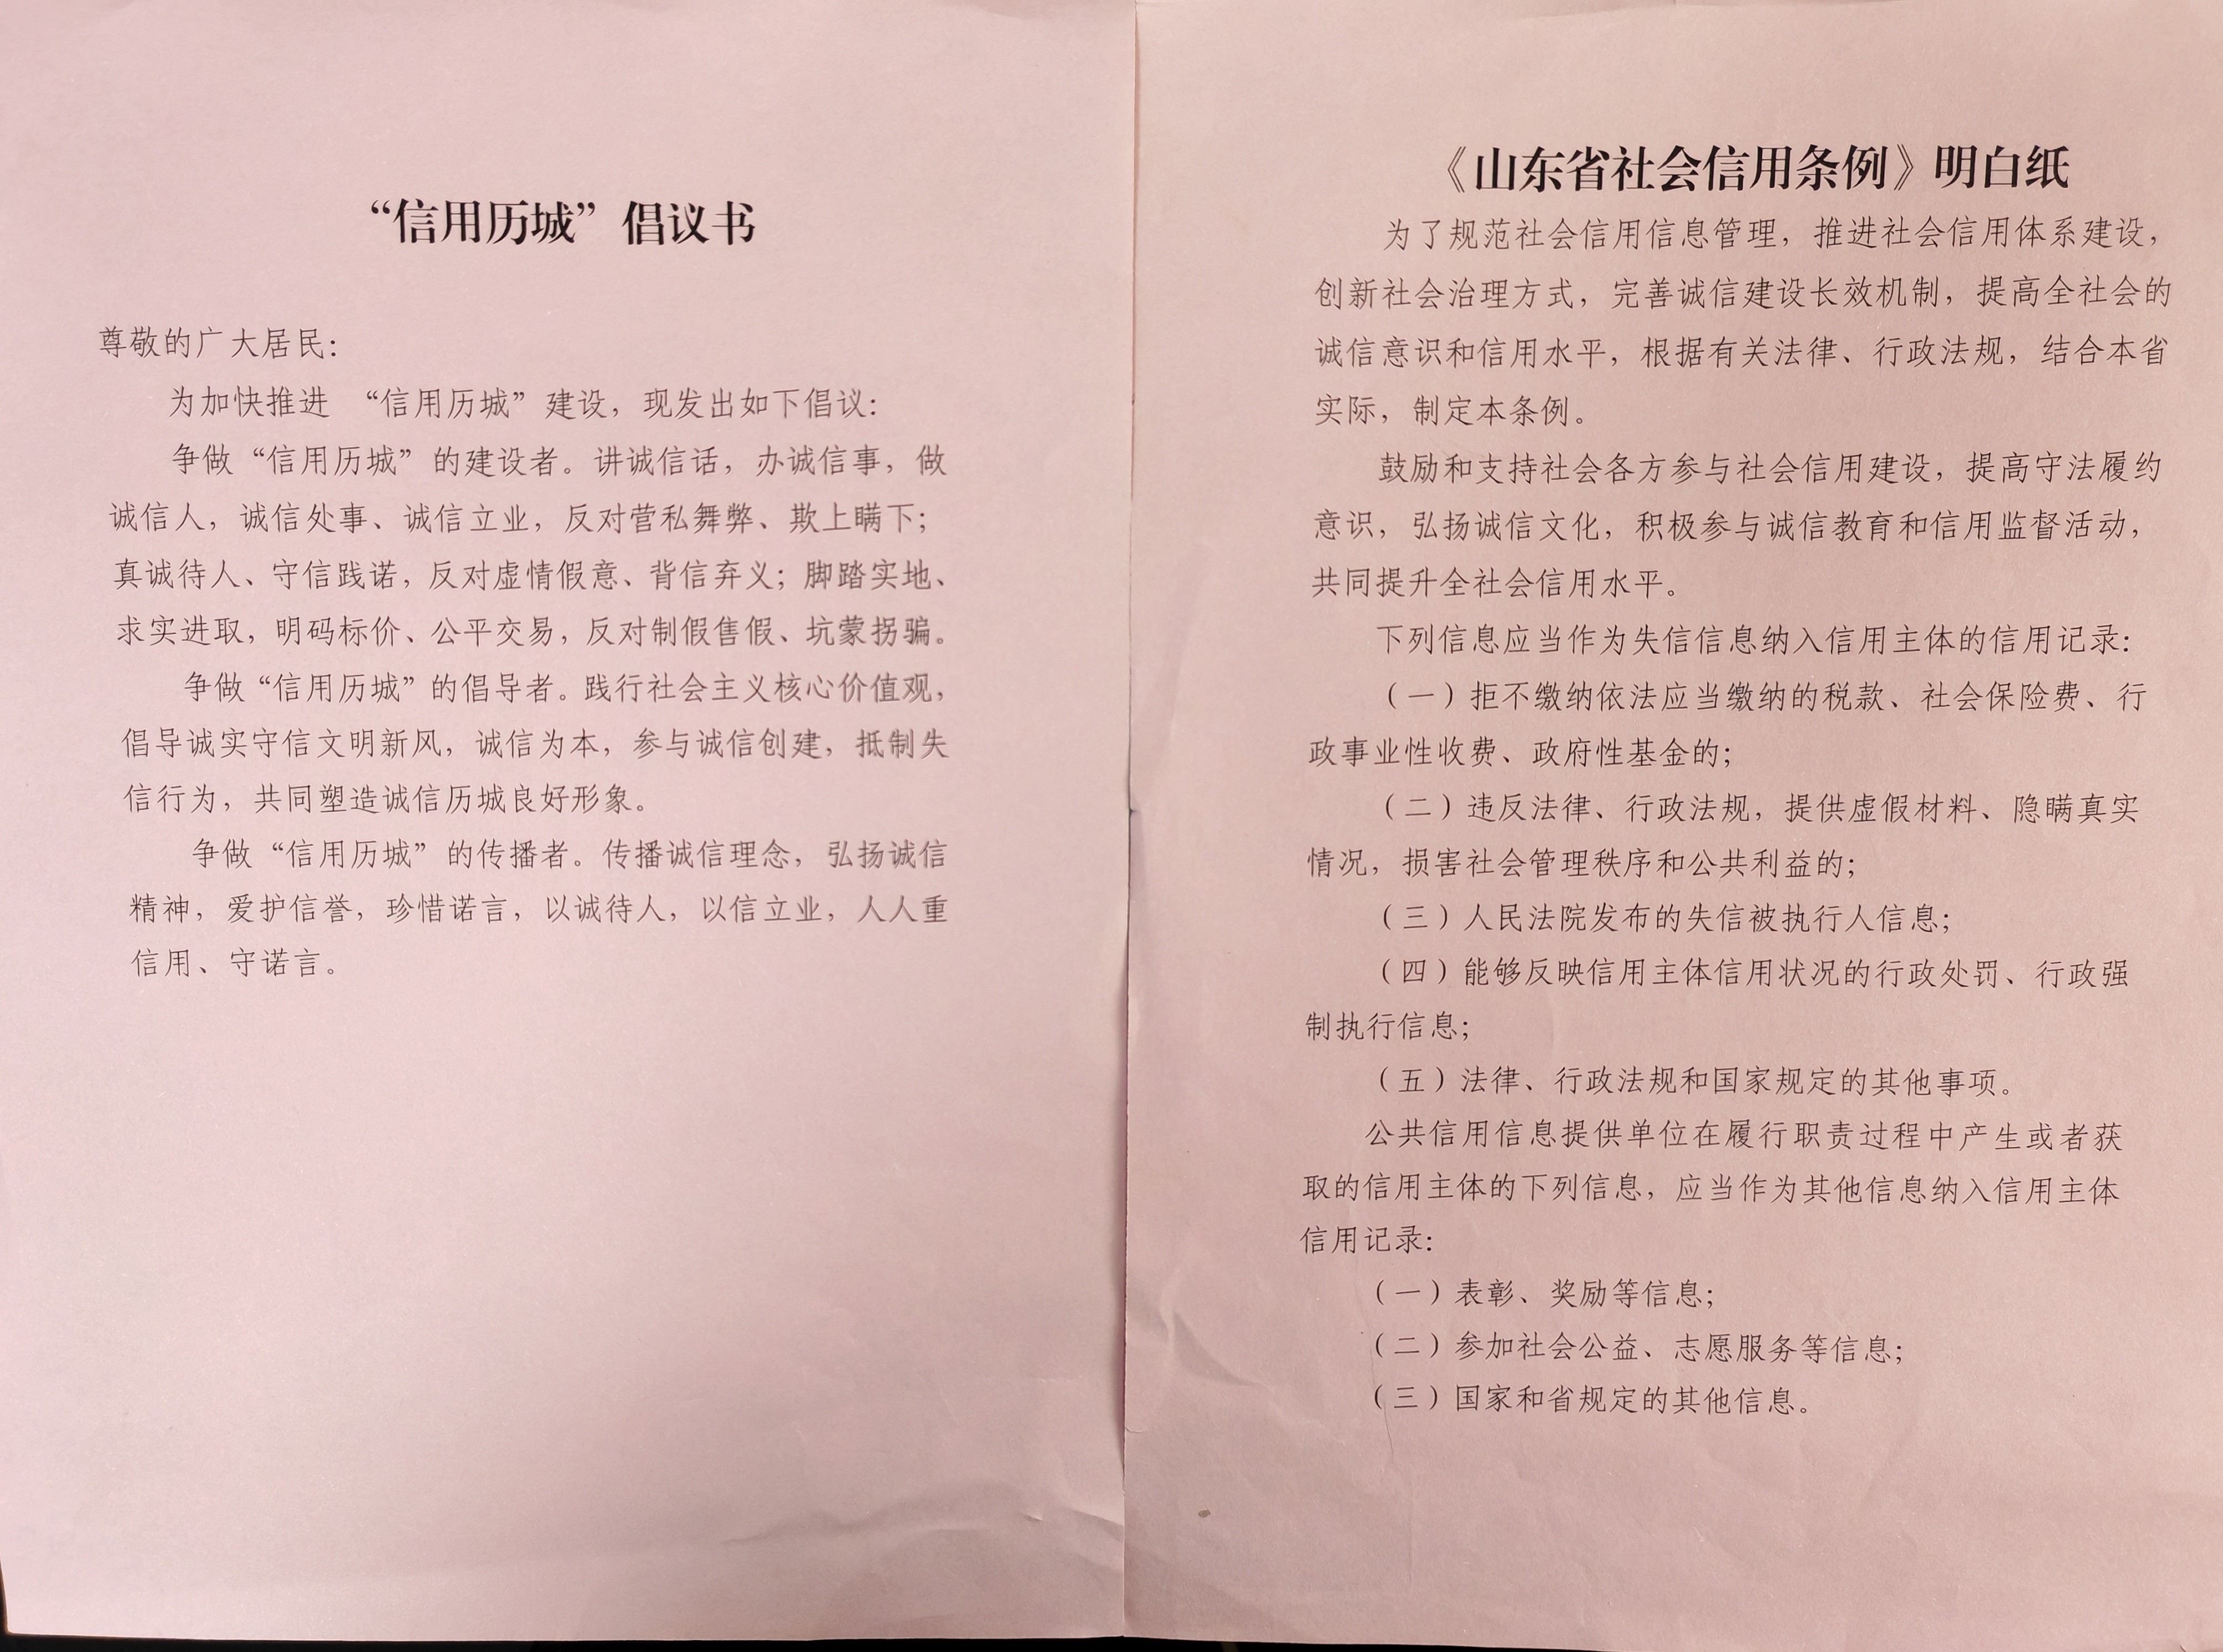 “信用历城”倡议书
尊敬的广大居民：
为加快推进 “信用历城”建设，现发出如下倡议：
争做“信用历城”的建设者。讲诚信话，办诚信事，做
诚信人，诚信处事、诚信立业，反对营私舞弊、欺上瞒下；
真诚待人、守信践诺，反对虚情假意、背信弃义；脚踏实地、
求实进取，明码标价、公平交易，反对制假售假、坑蒙拐骗。
争做“信用历城”的倡导者。践行社会主义核心价值观，
倡导诚实守信文明新风，诚信为本，参与诚信创建，抵制失
信行为，共同塑造诚信历城良好形象。
争做“信用历城”的传播者。传播诚信理念，弘扬诚信
精神，爱护信誉，珍惜诺言，以诚待人，以信立业，人人重
信用、守诺言。
《山东省社会信用条例》明白纸
为了规范社会信用信息管理，推进社会信用体系建设，
创新社会治理方式，完善诚信建设长效机制，提高全社会的
诚信意识和信用水平，根据有关法律、行政法规，结合本省
实际，制定本条例。
鼓励和支持社会各方参与社会信用建设，提高守法履约
意识，弘扬诚信文化，积极参与诚信教育和信用监督活动，
共同提升全社会信用水平。
下列信息应当作为失信信息纳入信用主体的信用记录：
（一）拒不缴纳依法应当缴纳的税款、社会保险费、行
政事业性收费、政府性基金的；
（二）违反法律、行政法规，提供虚假材料、隐瞒真实
情况，损害社会管理秩序和公共利益的；
（三）人民法院发布的失信被执行人信息；
（四）能够反映信用主体信用状况的行政处罚、行政强
制执行信息；
（五）法律、行政法规和国家规定的其他事项。
公共信用信息提供单位在履行职责过程中产生或者获
取的信用主体的下列信息，应当作为其他信息纳入信用主体
信用记录：
（一）表彰、奖励等信息；
（二）参加社会公益、志愿服务等信息；
（三）国家和省规定的其他信息。